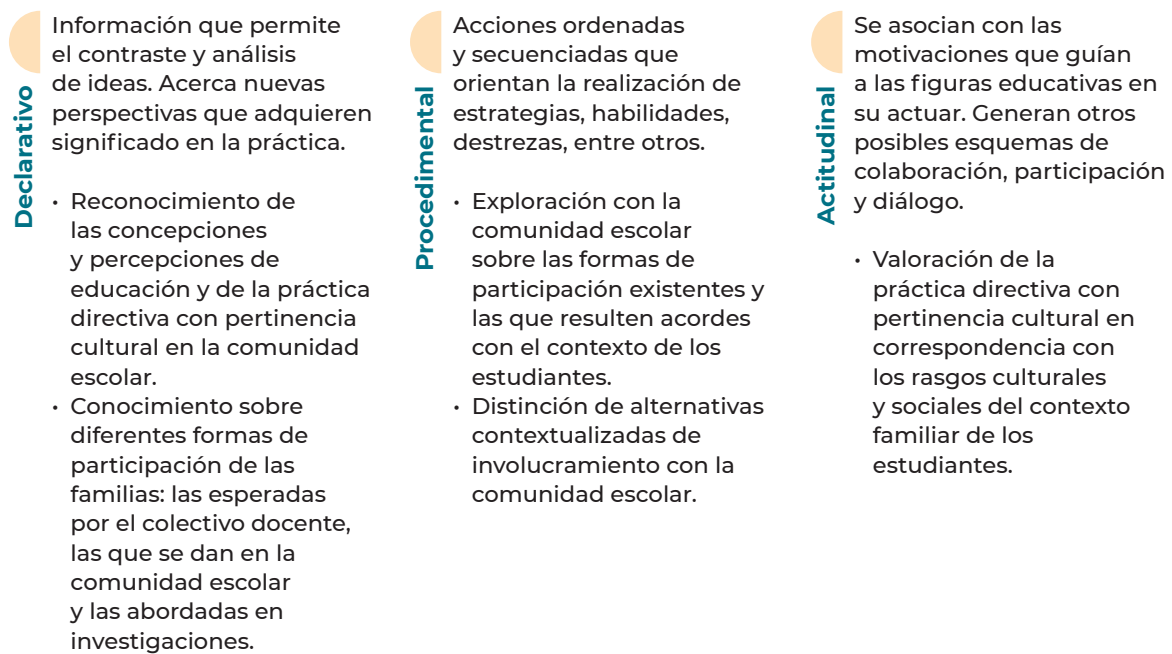 Declarativo
Información que permite
el contraste y análisis
de ideas. Acerca nuevas
perspectivas que adquieren
significado en la práctica.
• Reconocimiento de
las concepciones
y percepciones de
educación y de la práctica
directiva con pertinencia
cultural en la comunidad
escolar.
• Conocimiento sobre
diferentes formas de
participación de las
familias: las esperadas
por el colectivo docente,
las que se dan en la
comunidad escolar
y las abordadas en
investigaciones.
Procedimental
Acciones ordenadas
y secuenciadas que
orientan la realización de
estrategias, habilidades,
destrezas, entre otros.
• Exploración con la
comunidad escolar
sobre las formas de
participación existentes y
las que resulten acordes
con el contexto de los
estudiantes.
• Distinción de alternativas
contextualizadas de
involucramiento con la
comunidad escolar.
Actitudinal
Se asocian con las
motivaciones que guían
a las figuras educativas en
su actuar. Generan otros
posibles esquemas de
colaboración, participación
y diálogo.
• Valoración de la
práctica directiva con
pertinencia cultural en
correspondencia con
los rasgos culturales
y sociales del contexto
familiar de los
estudiantes.